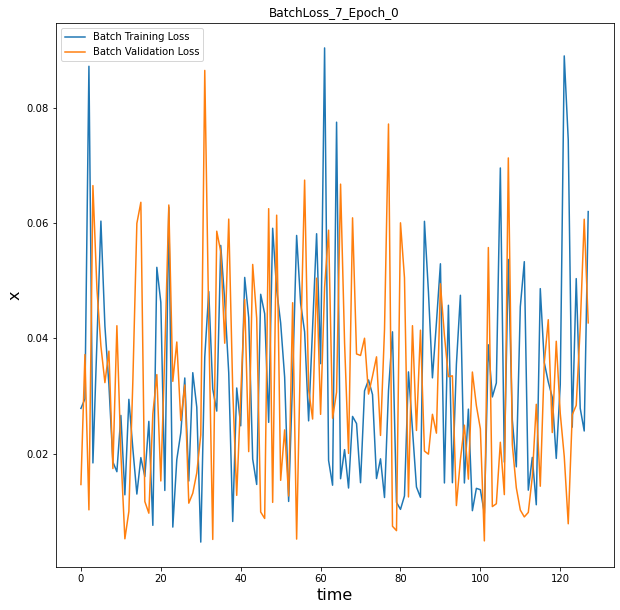 BatchLoss_7_Epoch_0
Batch Training Loss
Batch Validation Loss
0.08
0.06
0.04
0.02
x
0 20 40 60 80 100 120
time